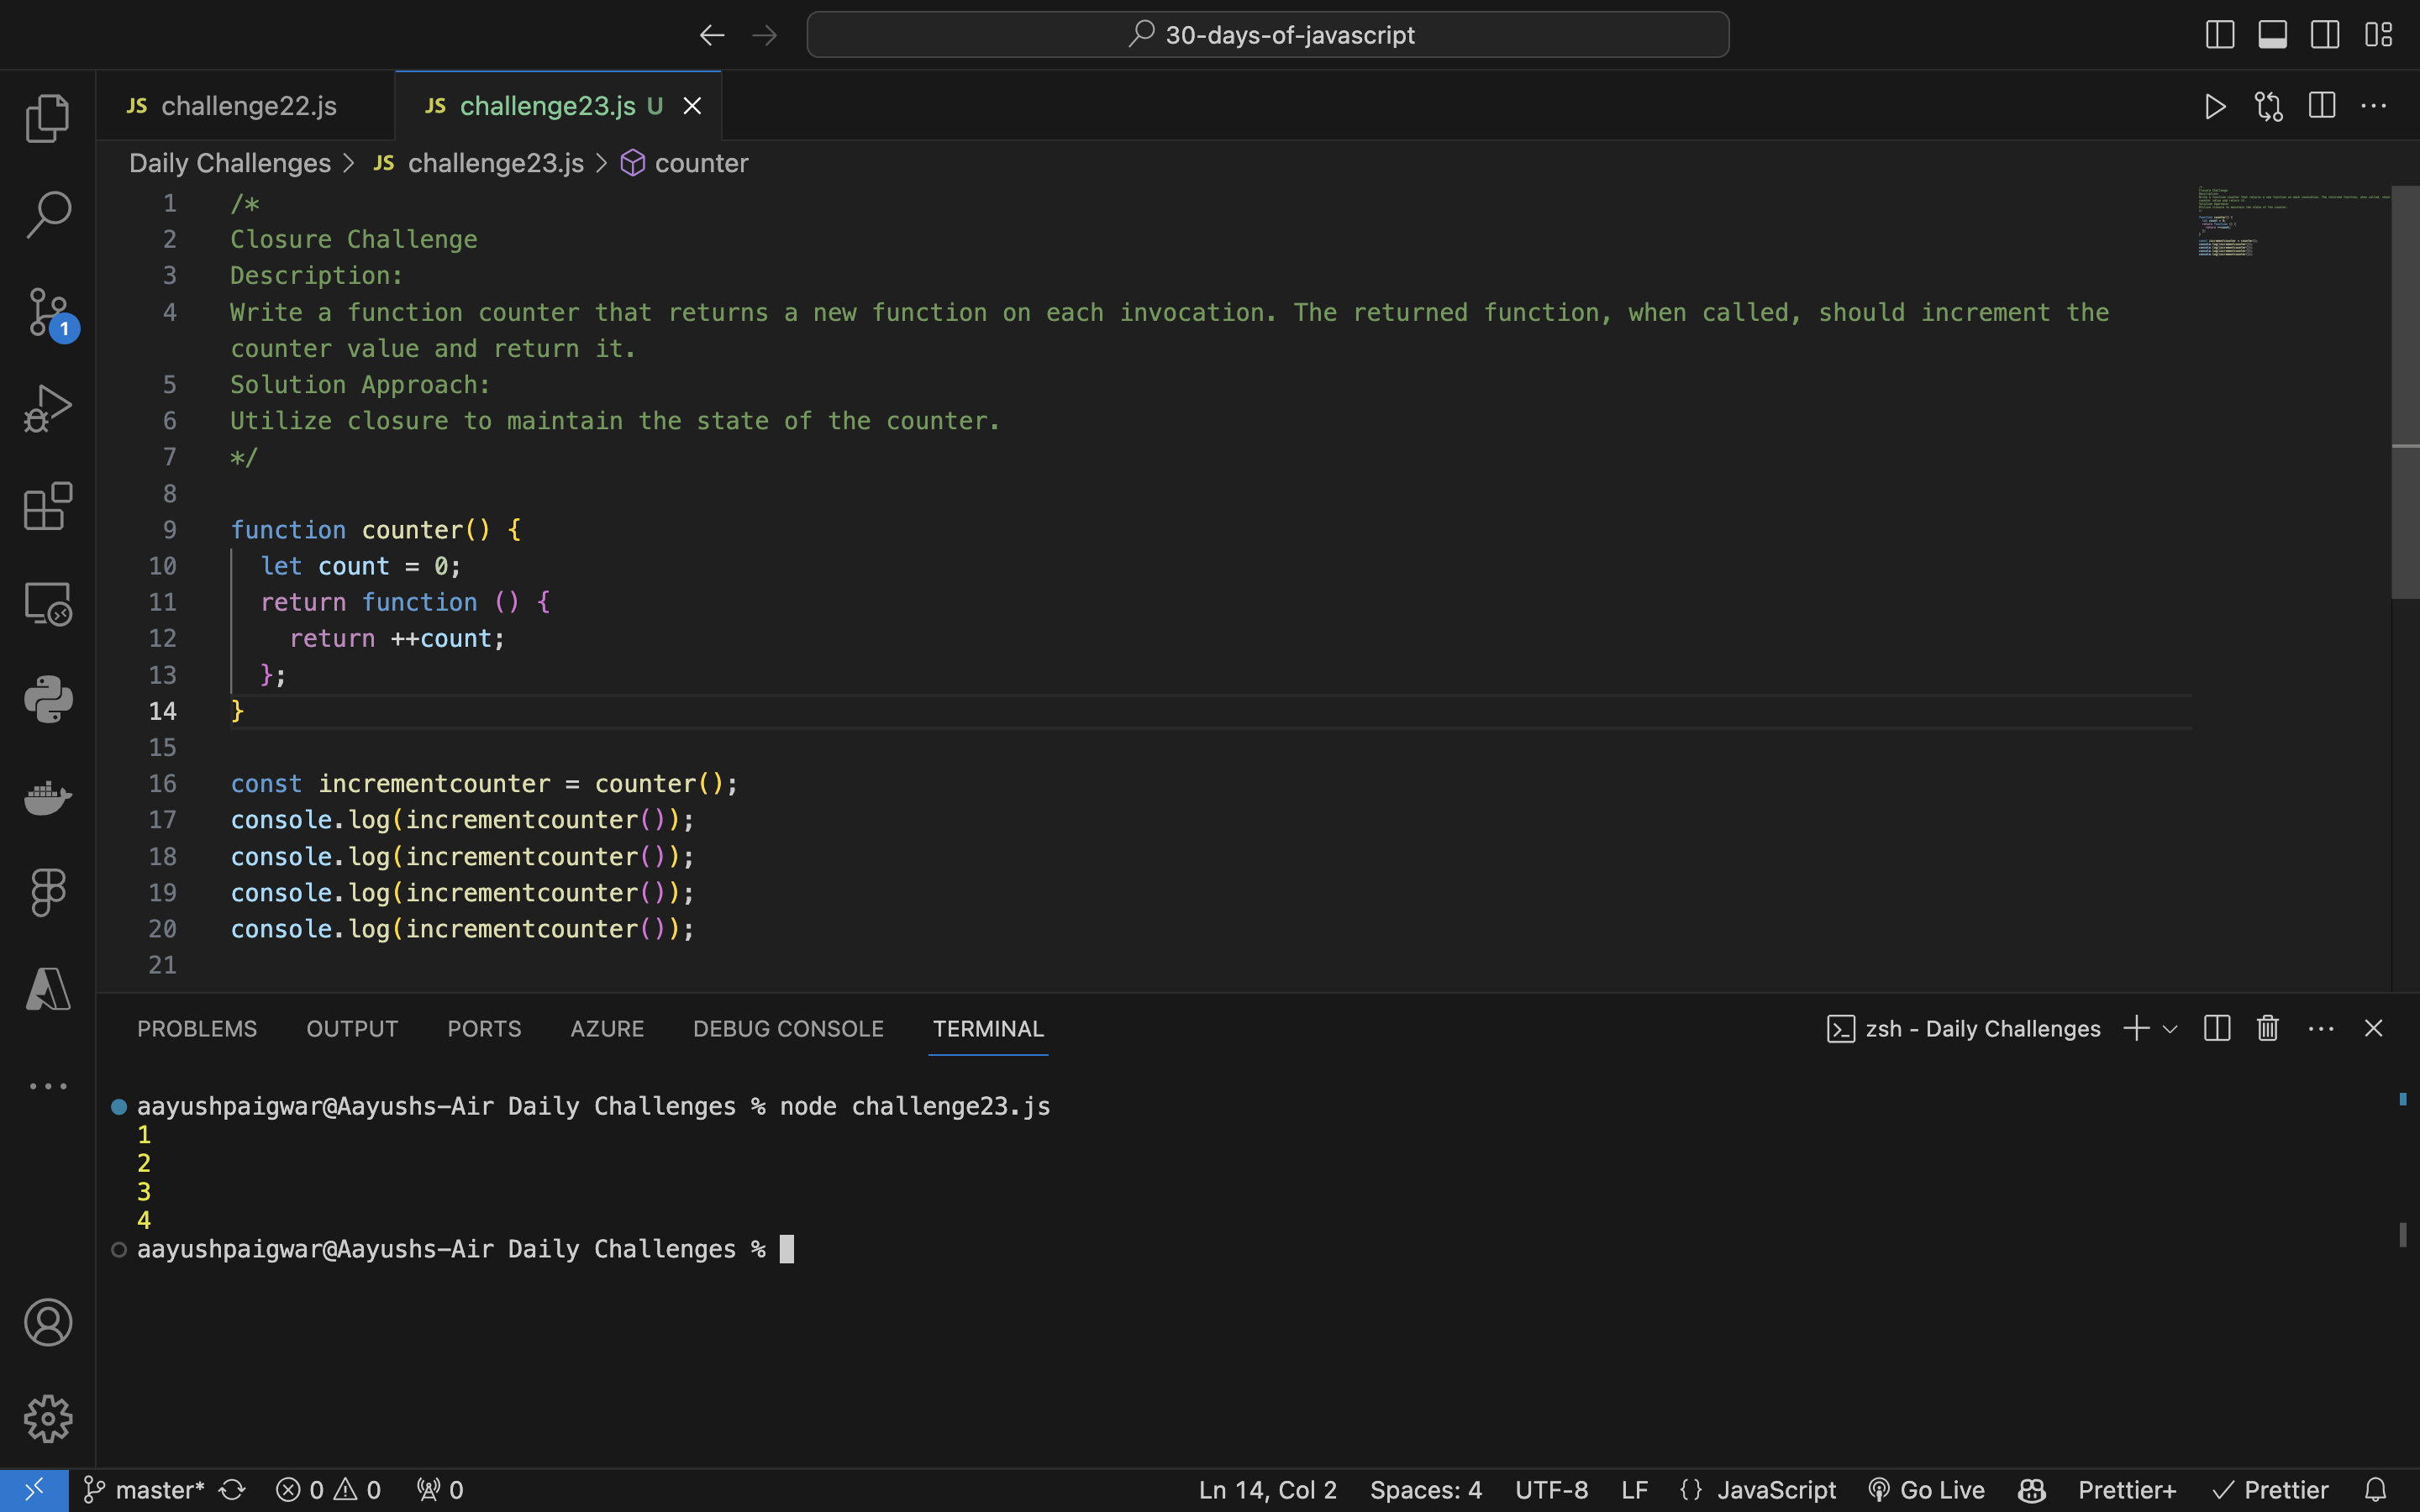 30-days-of-javascript
JS challenge22.js
JS challenge23.js U
Daily Challenges > JS challenge23.js > counter
1 /*
2 Closure Challenge
3 Description:
4 Write a function counter that returns a new function on each invocation. The returned function, when called, should increment the
counter value and return it.
5 Solution Approach:
6 Utilize closure to maintain the state of the counter.
7 */
8
9 function counter() {
10 let count = 0;
11 return function () {
12 return ++count;
13 };
14 }
15
16 const incrementcounter = counter();
17 console.log(incrementcounter());
18 console.log(incrementcounter());
19 console.log(incrementcounter());
20 console.log(incrementcounter());
21
1
PROBLEMS OUTPUT PORTS AZURE DEBUG CONSOLE TERMINAL
zsh - Daily Challenges
aayushpaigwar@Aayushs-Air Daily Challenges % node challenge23.js
1
2
3
4
aayushpaigwar@Aayushs-Air Daily Challenges %
master* 0 0 0 Ln 14, Col 2 Spaces: 4 UTF-8 LF {} JavaScript Go Live Prettier+ Prettier